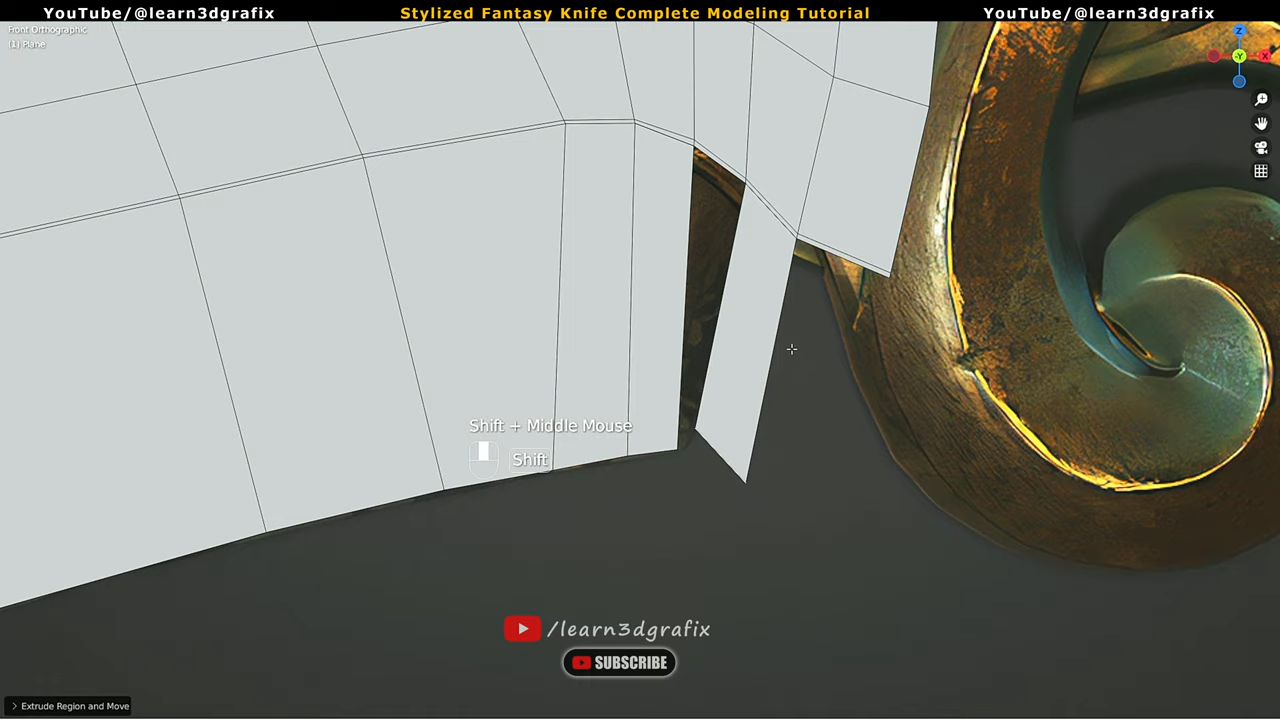 YouTube/@learn3dgrafix
Stylized Fantasy Knife Complete Modeling Tutorial
YouTube/@learn3dgrafix
Front Orthographic
(1) Plane
Z
-Y
X
Shift + Middle Mouse
Shift
/learn3dgrafix
SUBSCRIBE
Extrude Region and Move